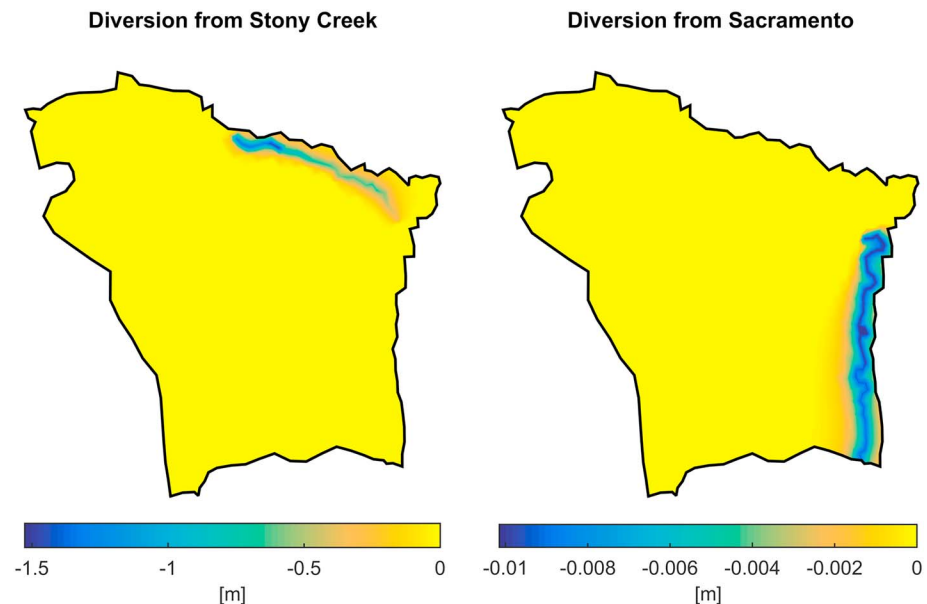 Diversion from Stony Creek
Diversion from Sacramento
-1.5 -1 -0.5 0
[m]
-0.01 -0.008 -0.006 -0.004 -0.002 0
[m]